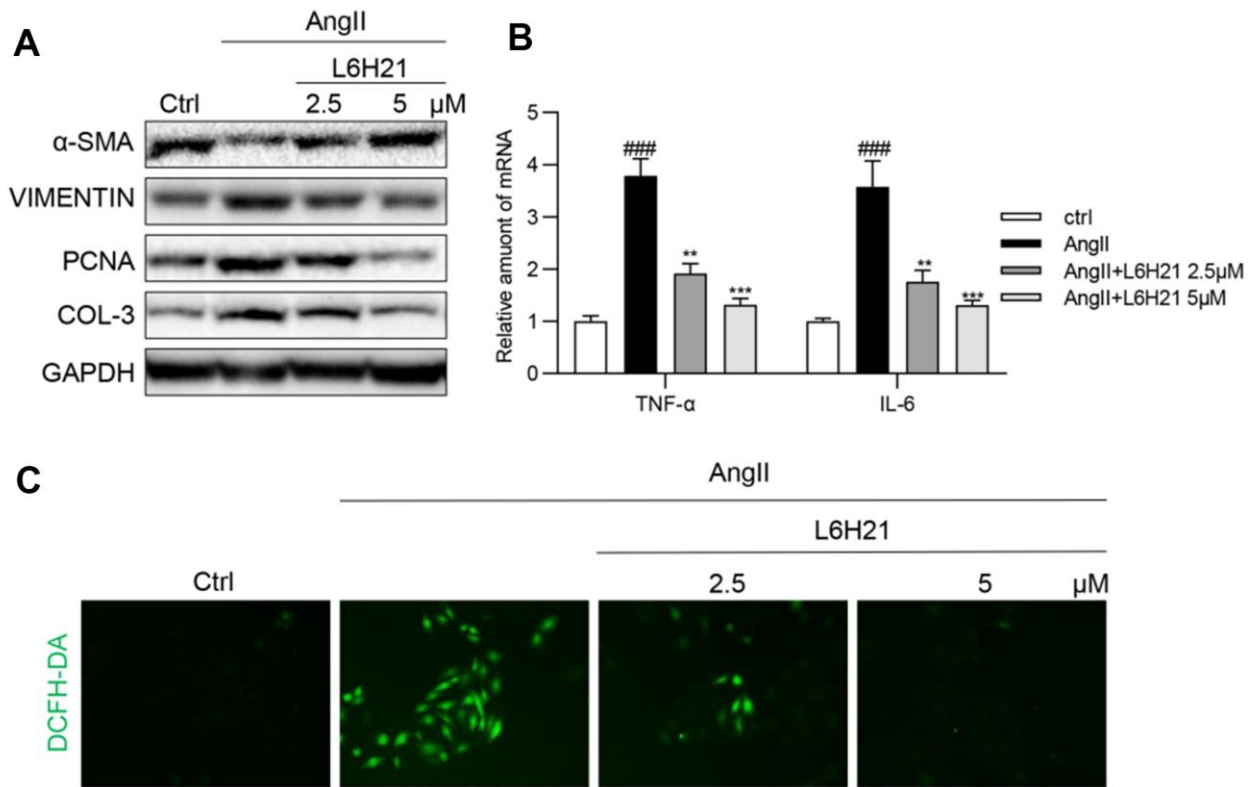 A
AngII
L6H21
Ctrl 2.5 5 μM
α-SMA
VIMENTIN
PCNA
COL-3
GAPDH
B
Relative amuont of mRNA
5
4
3
2
1
0
###
**
***
###
**
***
TNF-α IL-6
ctrl
AngII
AngII+L6H21 2.5μM
AngII+L6H21 5μM
C
AngII
L6H21
Ctrl 2.5 5 μM
DCFH-DA